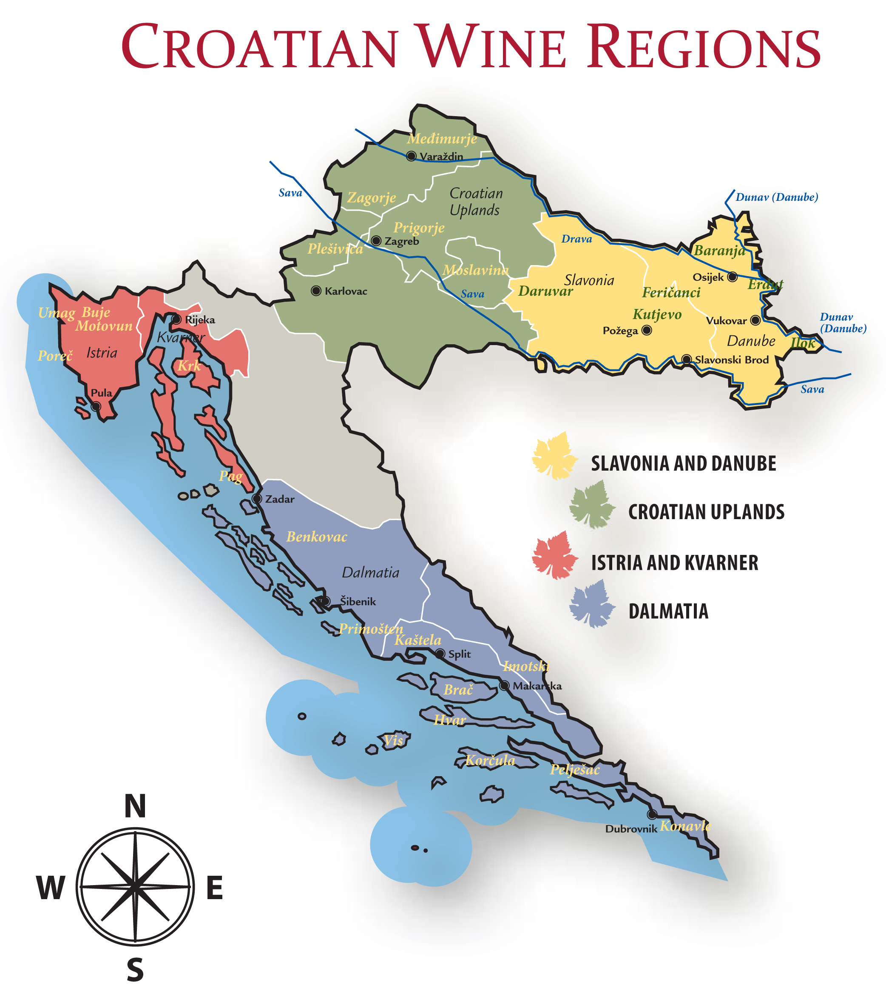 CROATIAN WINE REGIONS
Međimurje
Varaždin
Sava
Zagorje
Croatian
Uplands
Dunav (Danube)
Prigorje
Zagreb
Plešivica
Drava
Baranja
Moslavina
Osijek
Slavonia
Erdut
Karlovac
Sava
Daruvar
Feričanci
Umag
Buje
Motovun
Rijeka
Kutjevo
Vukovar
Dunav
(Danube)
Požega
Kvarner
Istria
Poreč
Danube
Ilok
Krk
Slavonski Brod
Pula
Sava
SLAVONIA AND DANUBE
Pag
Zadar
CROATIAN UPLANDS
Benkovac
ISTRIA AND KVARNER
Dalmatia
Šibenik
DALMATIA
Primošten
Kaštela
Split
Imotski
Makarska
Brač
Hvar
Vis
Korčula
Pelješac
Dubrovnik
Konavle
N
W
E
S